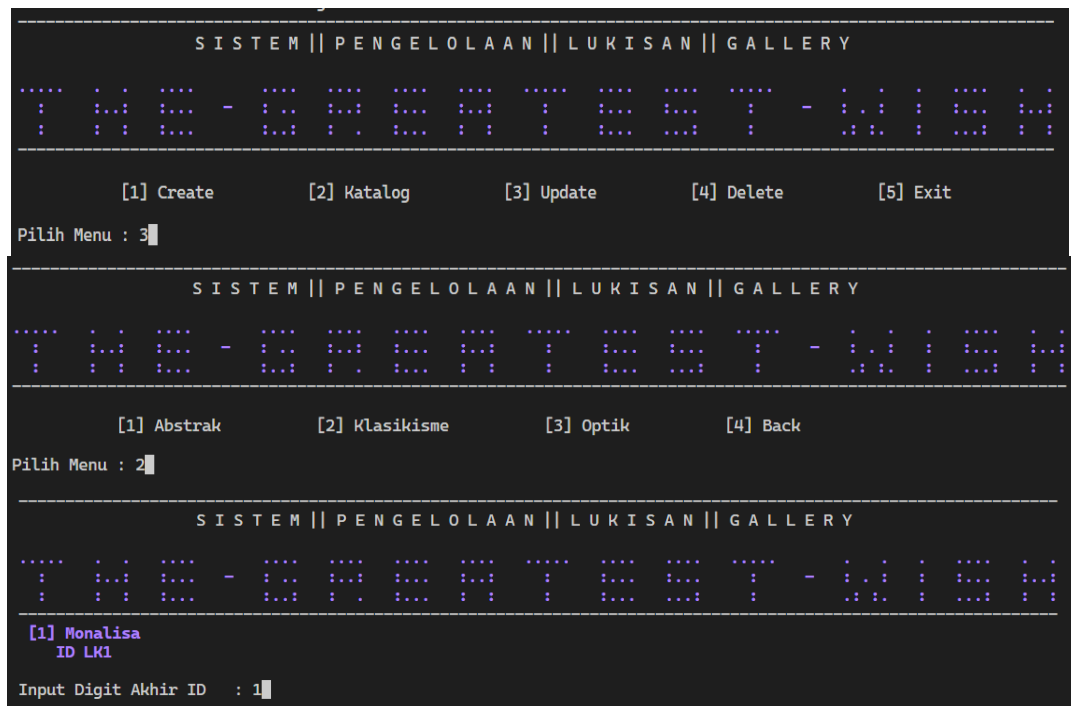 S I S T E M || P E N G E L O L A A N || L U K I S A N || G A L L E R Y
T H E - G R E A T E S T - W I S H
[1] Create [2] Katalog [3] Update [4] Delete [5] Exit
Pilih Menu : 3
S I S T E M || P E N G E L O L A A N || L U K I S A N || G A L L E R Y
T H E - G R E A T E S T - W I S H
[1] Abstrak [2] Klasikisme [3] Optik [4] Back
Pilih Menu : 2
S I S T E M || P E N G E L O L A A N || L U K I S A N || G A L L E R Y
T H E - G R E A T E S T - W I S H
[1] Monalisa
ID LK1
Input Digit Akhir ID : 1